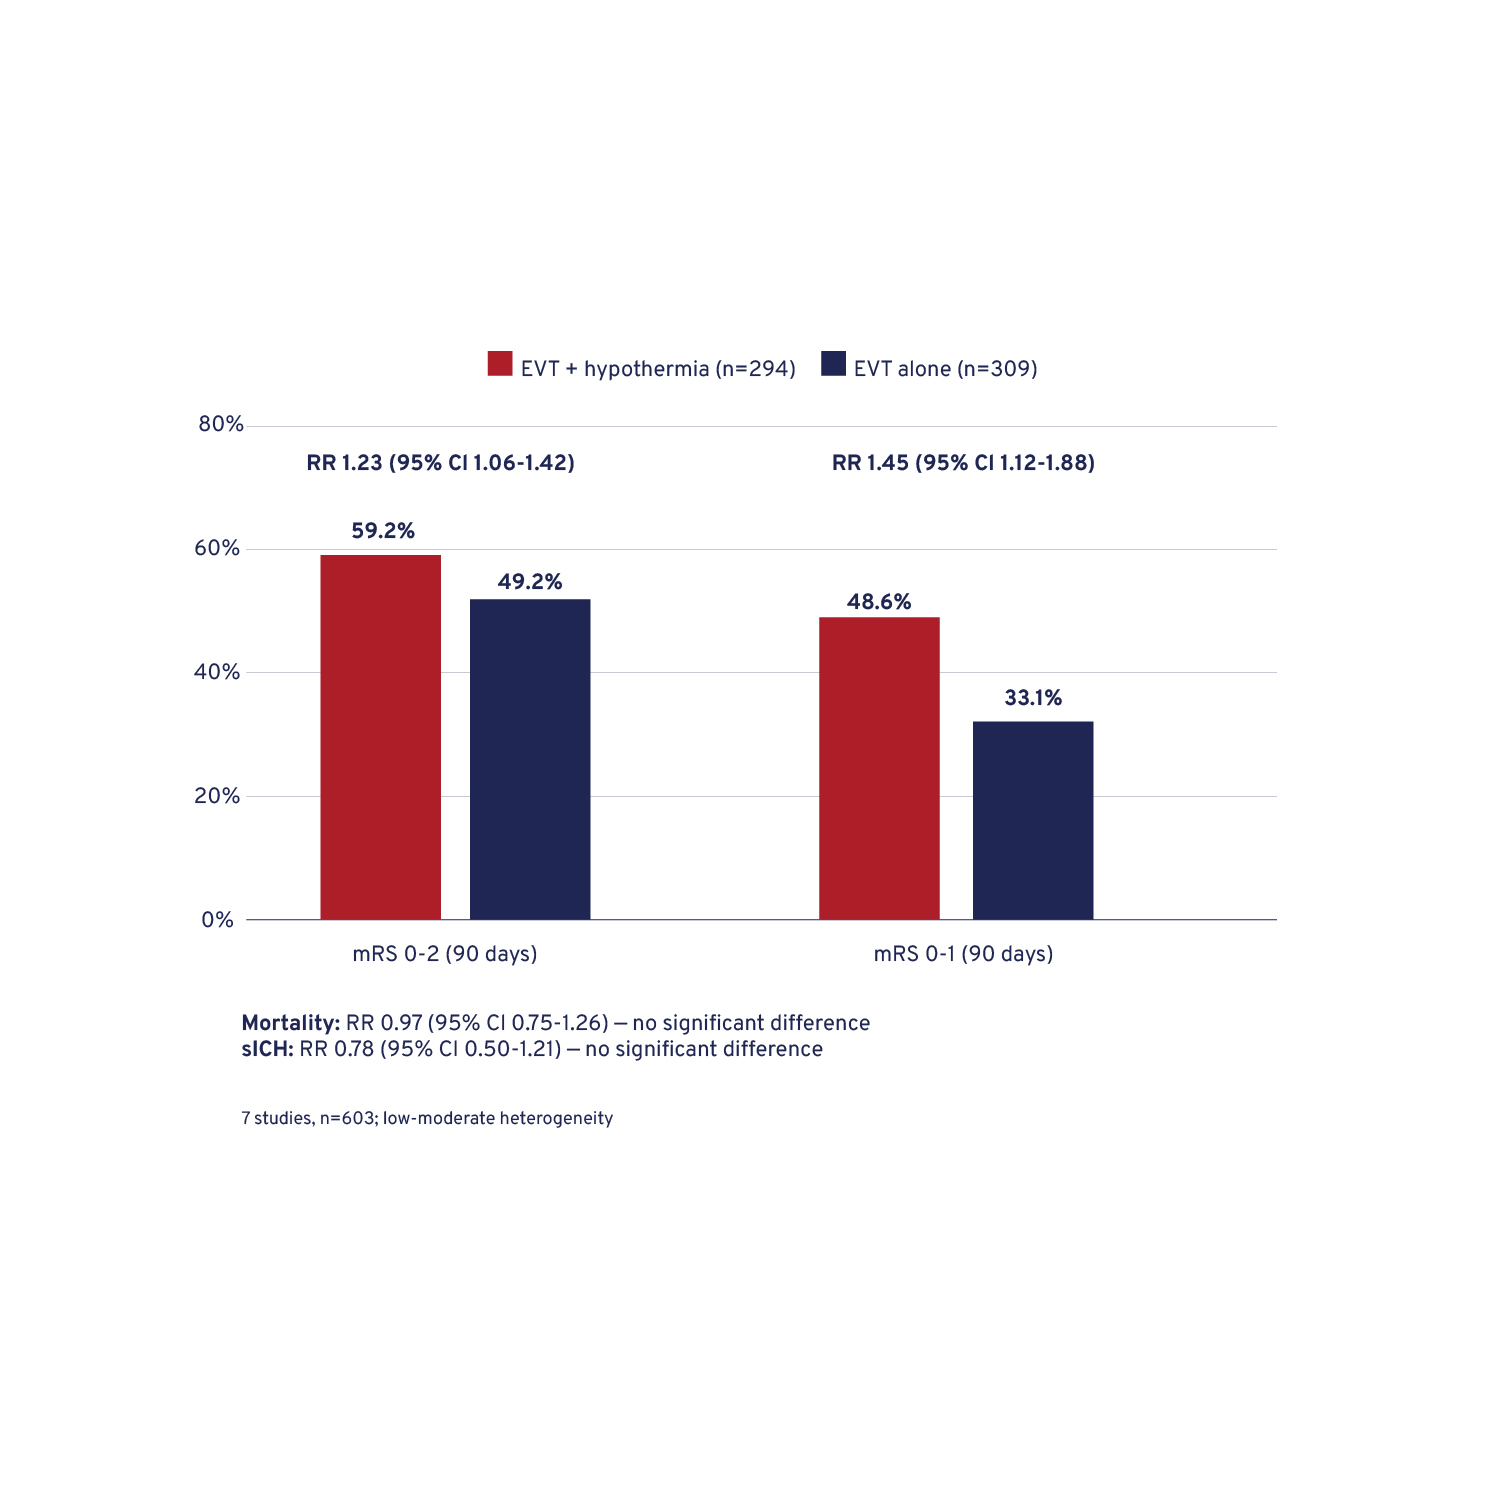 EVT + hypothermia (n=294) EVT alone (n=309)
80%
RR 1.23 (95% CI 1.06-1.42) RR 1.45 (95% CI 1.12-1.88)
59.2%
60%
49.2%
48.6%
40%
33.1%
20%
0%
mRS 0-2 (90 days) mRS 0-1 (90 days)
Mortality: RR 0.97 (95% CI 0.75-1.26) – no significant difference
sICH: RR 0.78 (95% CI 0.50-1.21) – no significant difference
7 studies, n=603; low-moderate heterogeneity